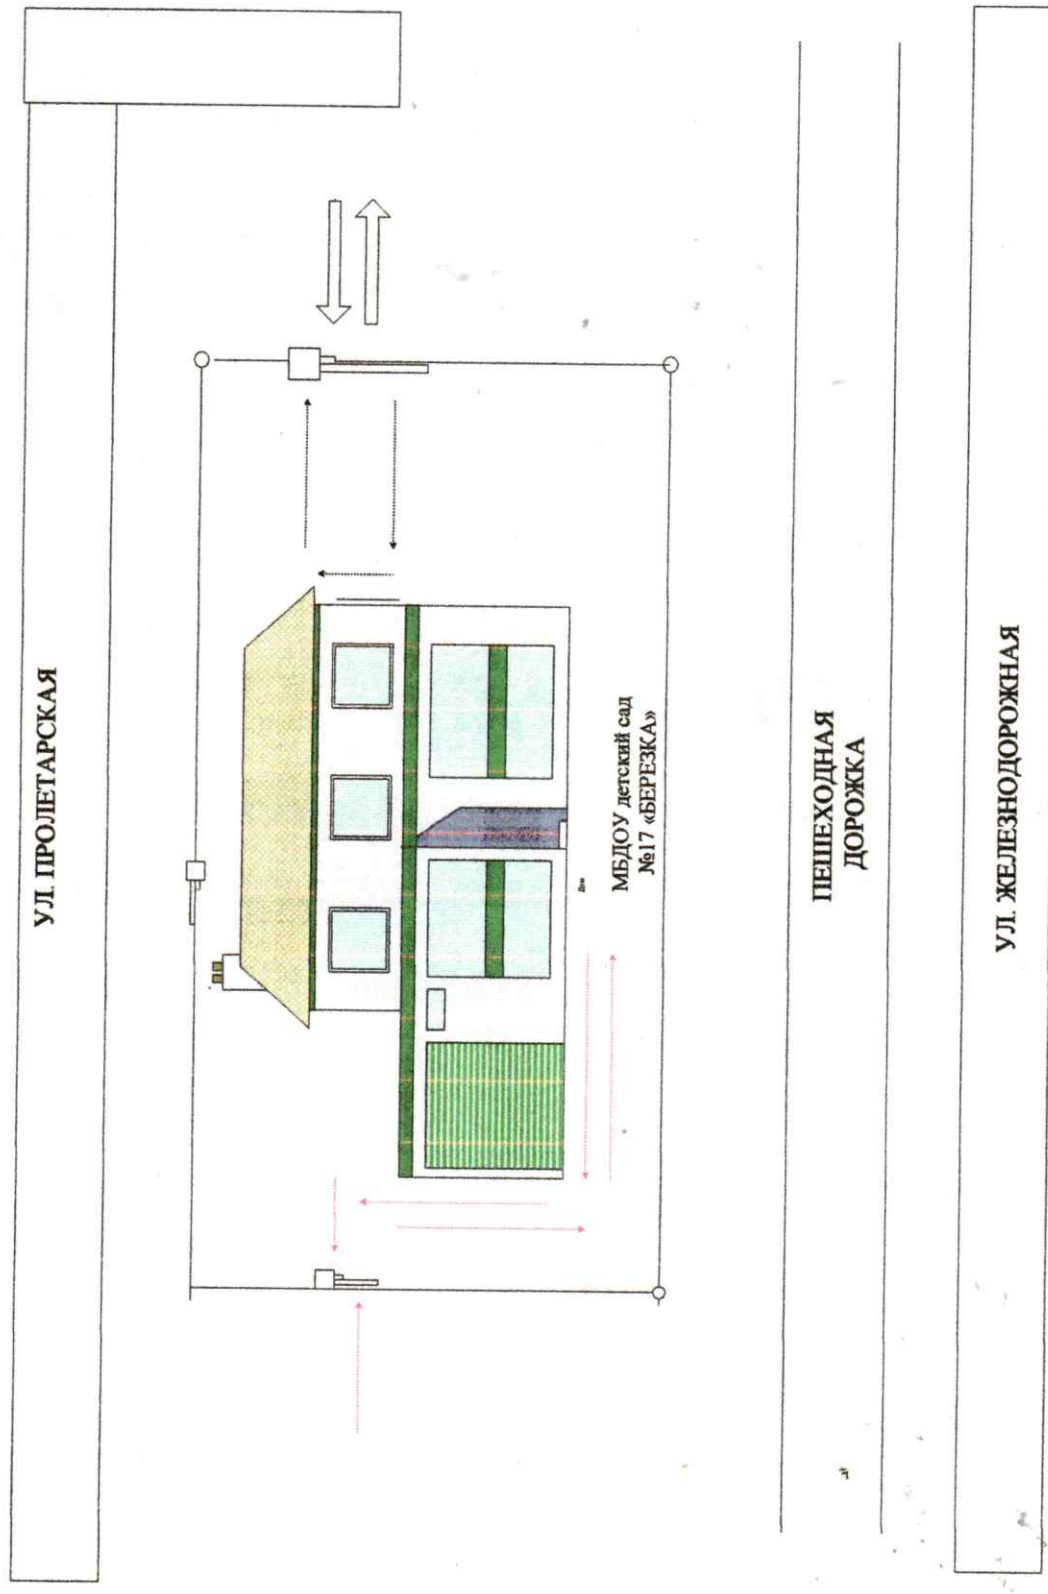 УЛ. ПРОЛЕТАРСКАЯ
МБДОУ детский сад
№17 «БЕРЕЗКА»
ПЕШЕХОДНАЯ
ДОРОЖКА
УЛ. ЖЕЛЕЗНОДОРОЖНАЯ